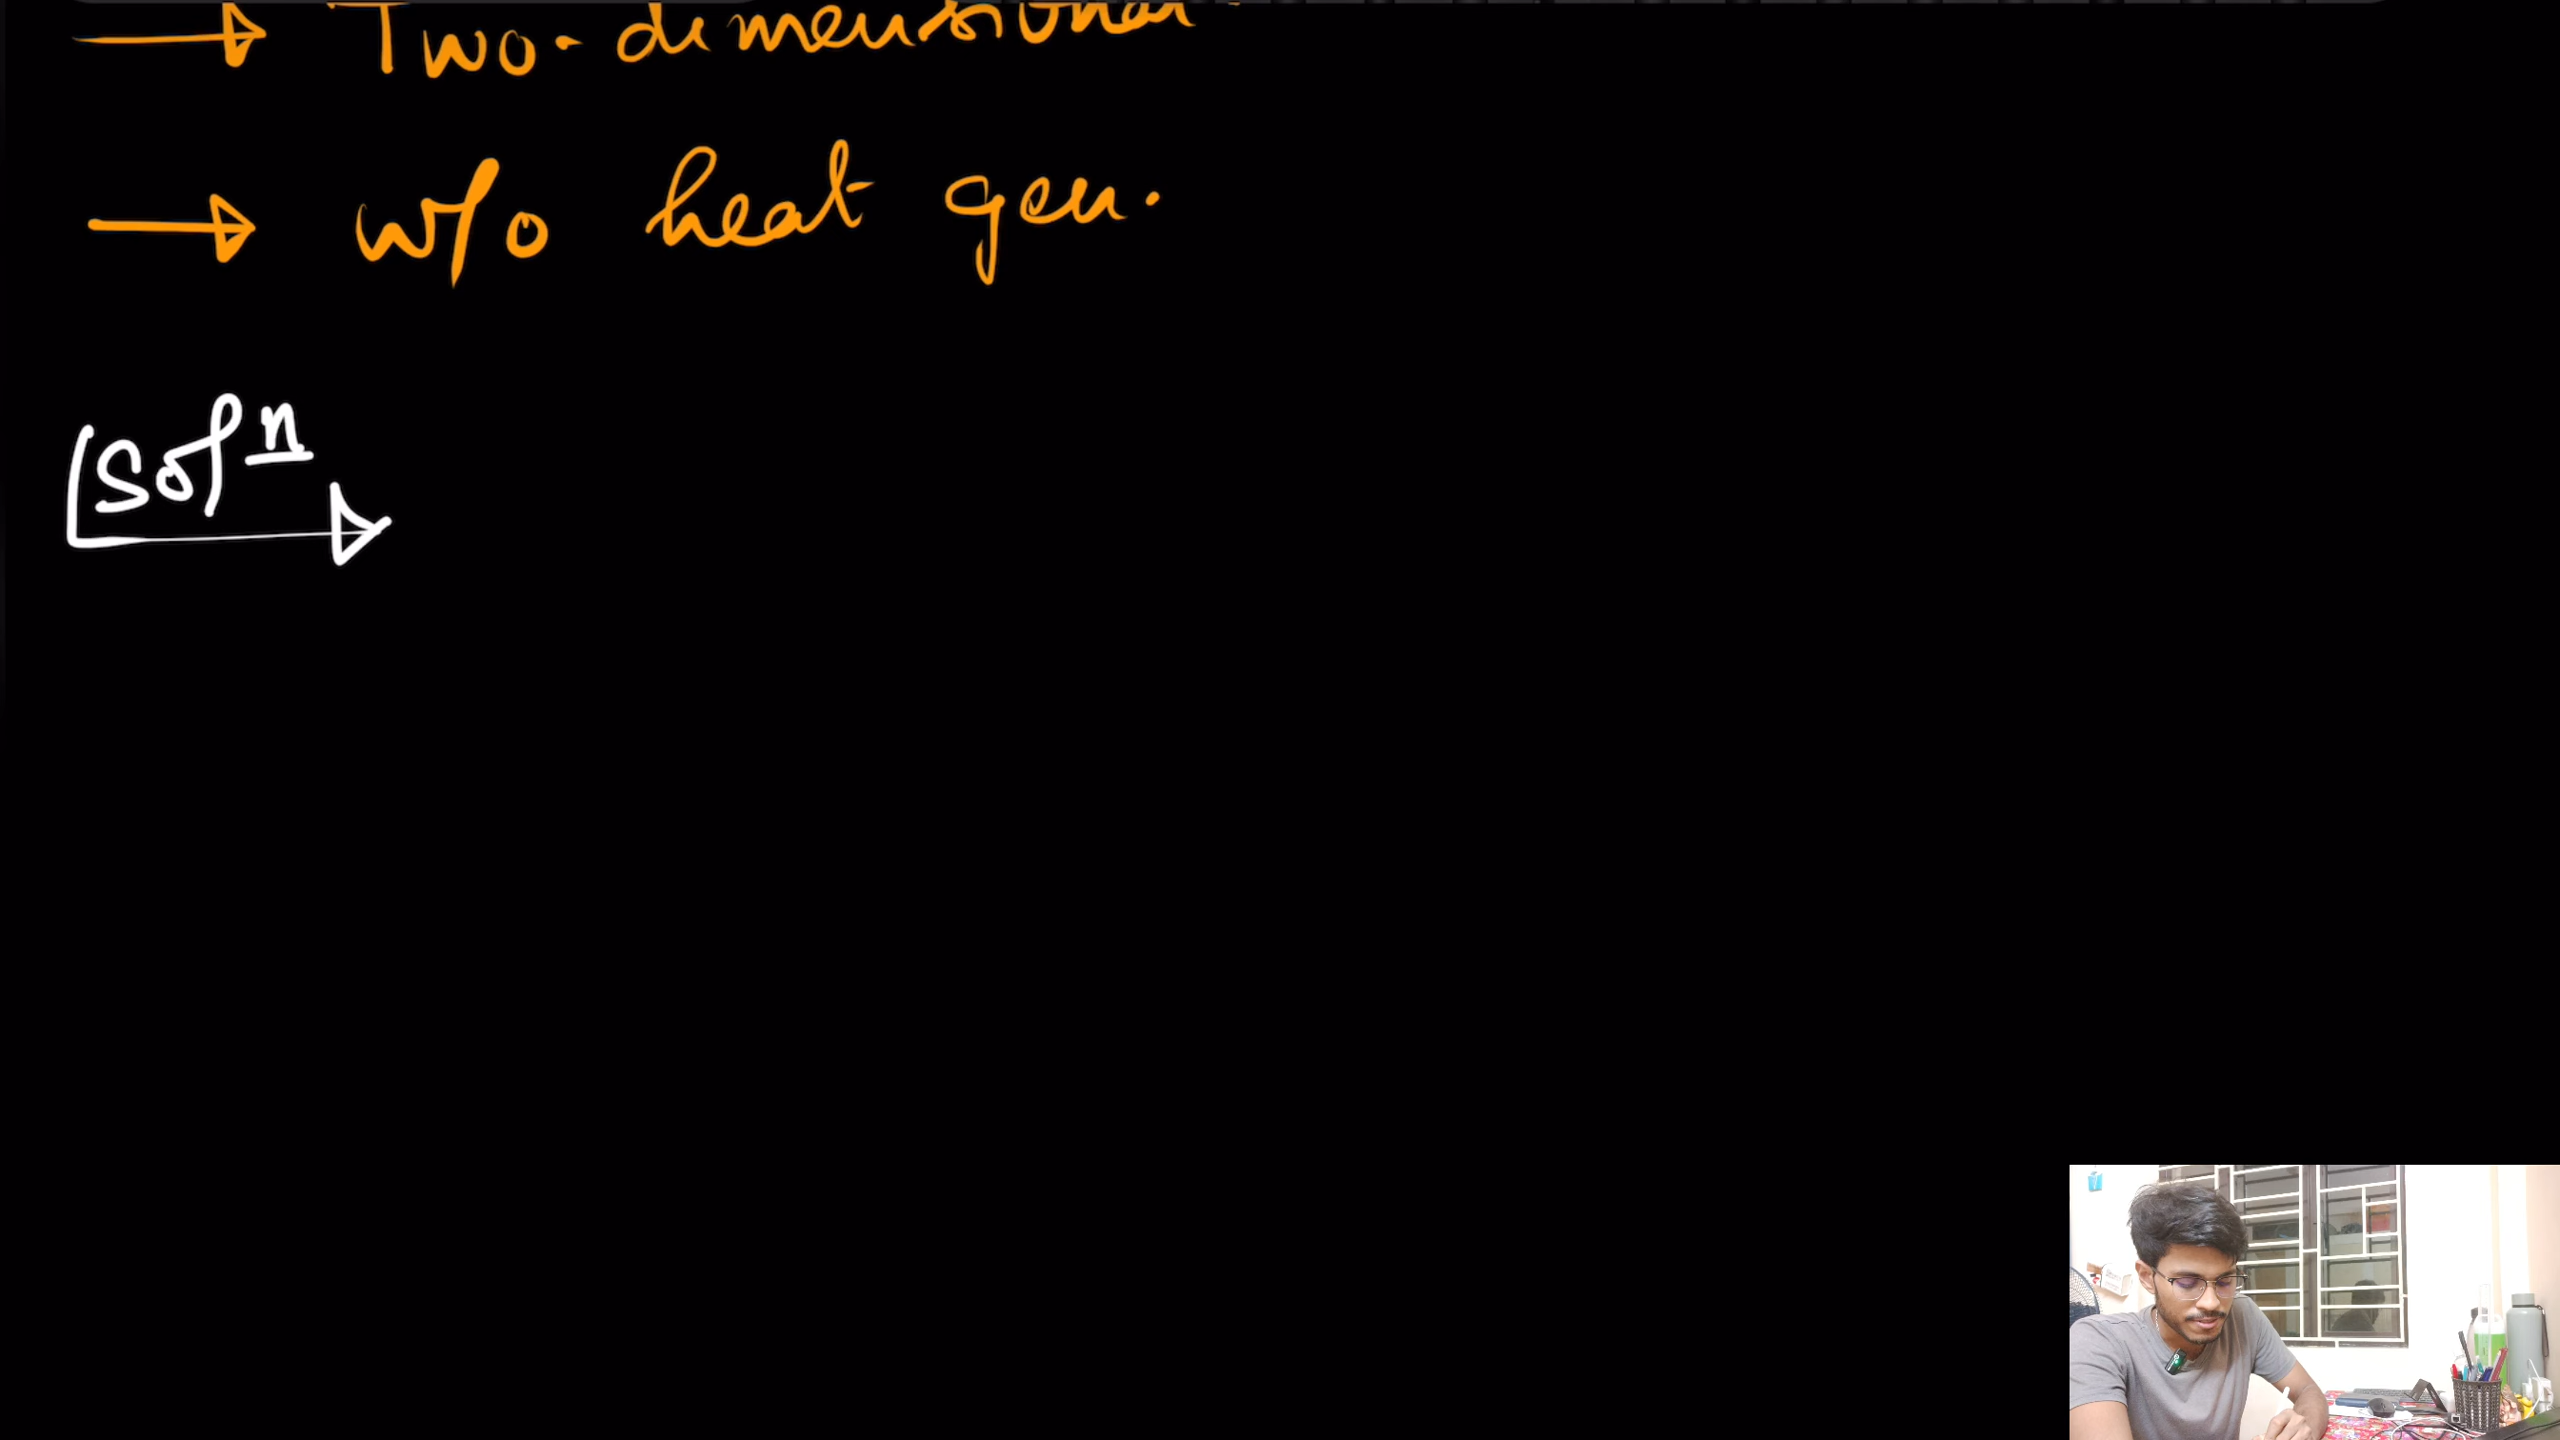 → Two-dimensional.
→ w/o heat gen.
Solⁿ